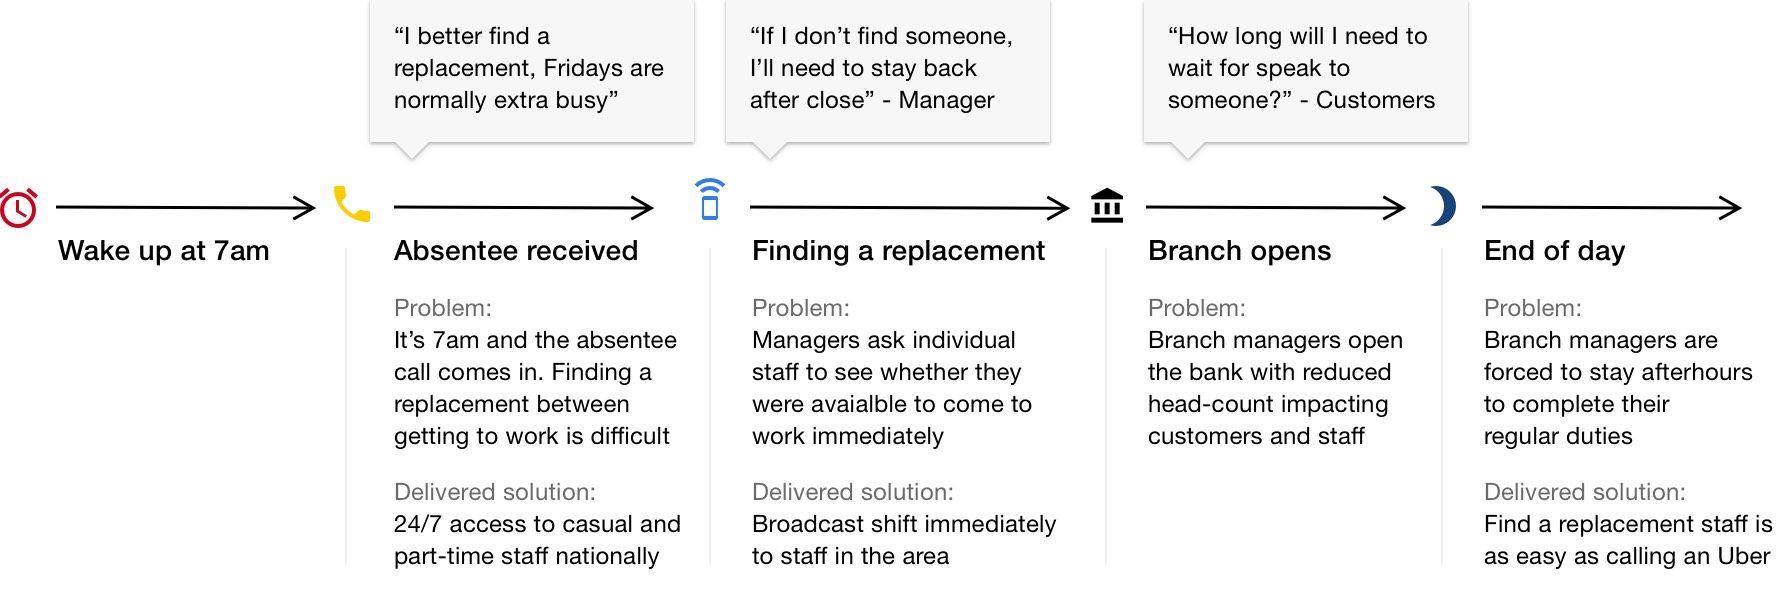 “I better find a
replacement, Fridays are
normally extra busy”
“If I don’t find someone,
I’ll need to stay back
after close” - Manager
“How long will I need to
wait for speak to
someone?” - Customers
Wake up at 7am
Absentee received
Problem:
It’s 7am and the absentee
call comes in. Finding a
replacement between
getting to work is difficult
Delivered solution:
24/7 access to casual and
part-time staff nationally
Finding a replacement
Problem:
Managers ask individual
staff to see whether they
were avaialble to come to
work immediately
Delivered solution:
Broadcast shift immediately
to staff in the area
Branch opens
Problem:
Branch managers open
the bank with reduced
head-count impacting
customers and staff
End of day
Problem:
Branch managers are
forced to stay afterhours
to complete their
regular duties
Delivered solution:
Find a replacement staff is
as easy as calling an Uber